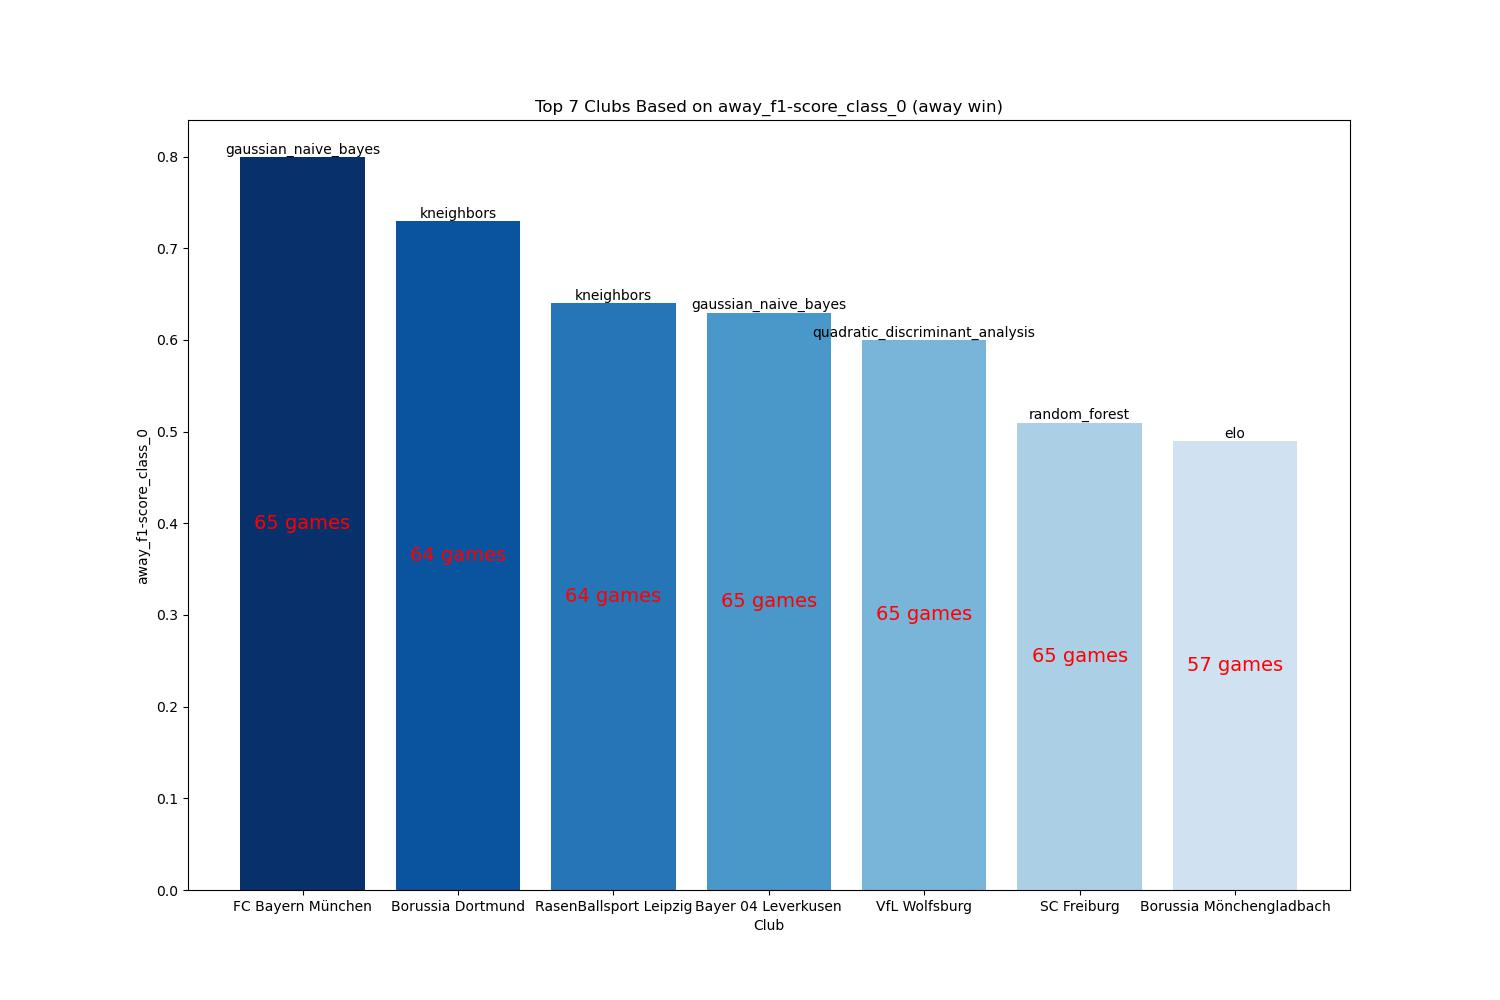 Top 7 Clubs Based on away_f1-score_class_0 (away win)
away_f1-score_class_0
0.8
0.7
0.6
0.5
0.4
0.3
0.2
0.1
0.0
gaussian_naive_bayes
kneighbors
kneighbors
gaussian_naive_bayes
quadratic_discriminant_analysis
random_forest
elo
65 games
64 games
64 games
65 games
65 games
65 games
57 games
FC Bayern München
Borussia Dortmund
RasenBallsport Leipzig
Bayer 04 Leverkusen
VfL Wolfsburg
SC Freiburg
Borussia Mönchengladbach
Club